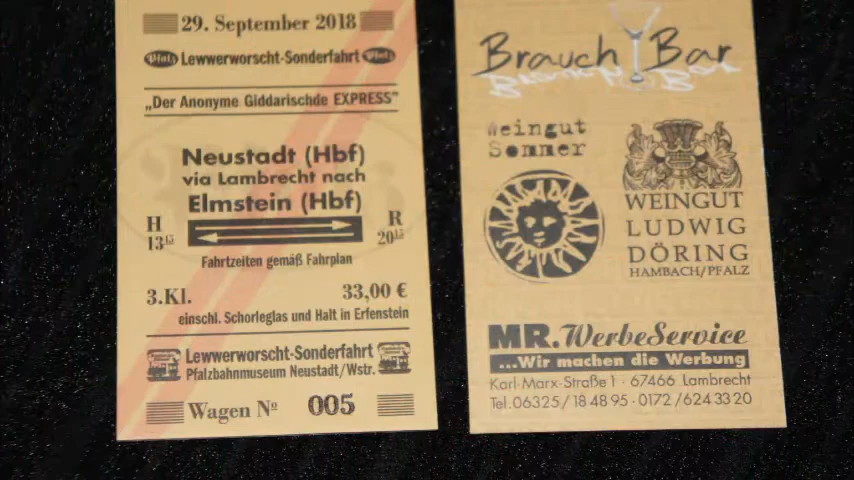 29. September 2018
Pfalz Lewwerworscht-Sonderfahrt Pfalz
„Der Anonyme Giddarischde EXPRESS”
Neustadt (Hbf)
via Lambrecht nach
Elmstein (Hbf)
H
13 15
R
20 15
Fahrtzeiten gemäß Fahrplan
3.Kl. 33,00 €
einschl. Schorleglas und Halt in Erfenstein
Lewwerworscht-Sonderfahrt
Pfalzbahnmuseum Neustadt/Wstr.
Wagen Nº 005
Brauch Bar
Weingut
Sommer
WEINGUT
LUDWIG
DÖRING
HAMBACH/PFALZ
MR.WerbeService
...Wir machen die Werbung
Karl-Marx-Straße 1 · 67466 Lambrecht
Tel. 06325/18 48 95 · 0172/624 33 20